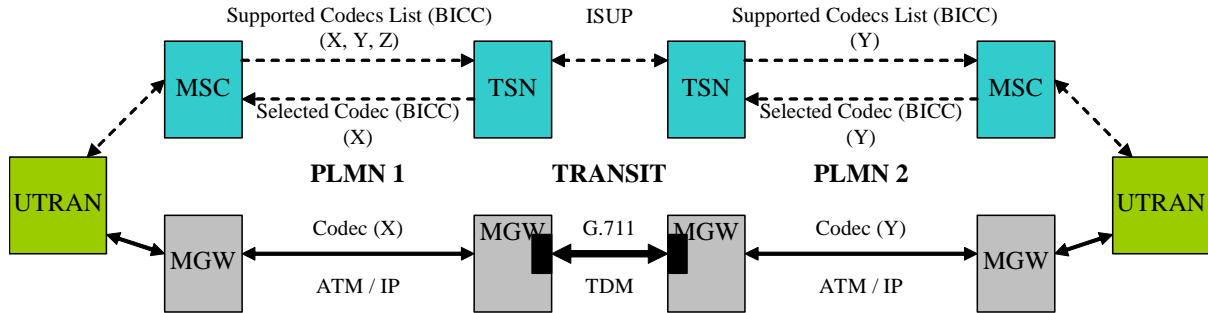 Supported Codecs List (BICC)
(X, Y, Z)
ISUP
Supported Codecs List (BICC)
(Y)
MSC
TSN
TSN
MSC
Selected Codec (BICC)
(X)
Selected Codec (BICC)
(Y)
PLMN 1
TRANSIT
PLMN 2
UTRAN
UTRAN
MGW
Codec (X)
ATM / IP
MGW
G.711
TDM
MGW
Codec (Y)
ATM / IP
MGW